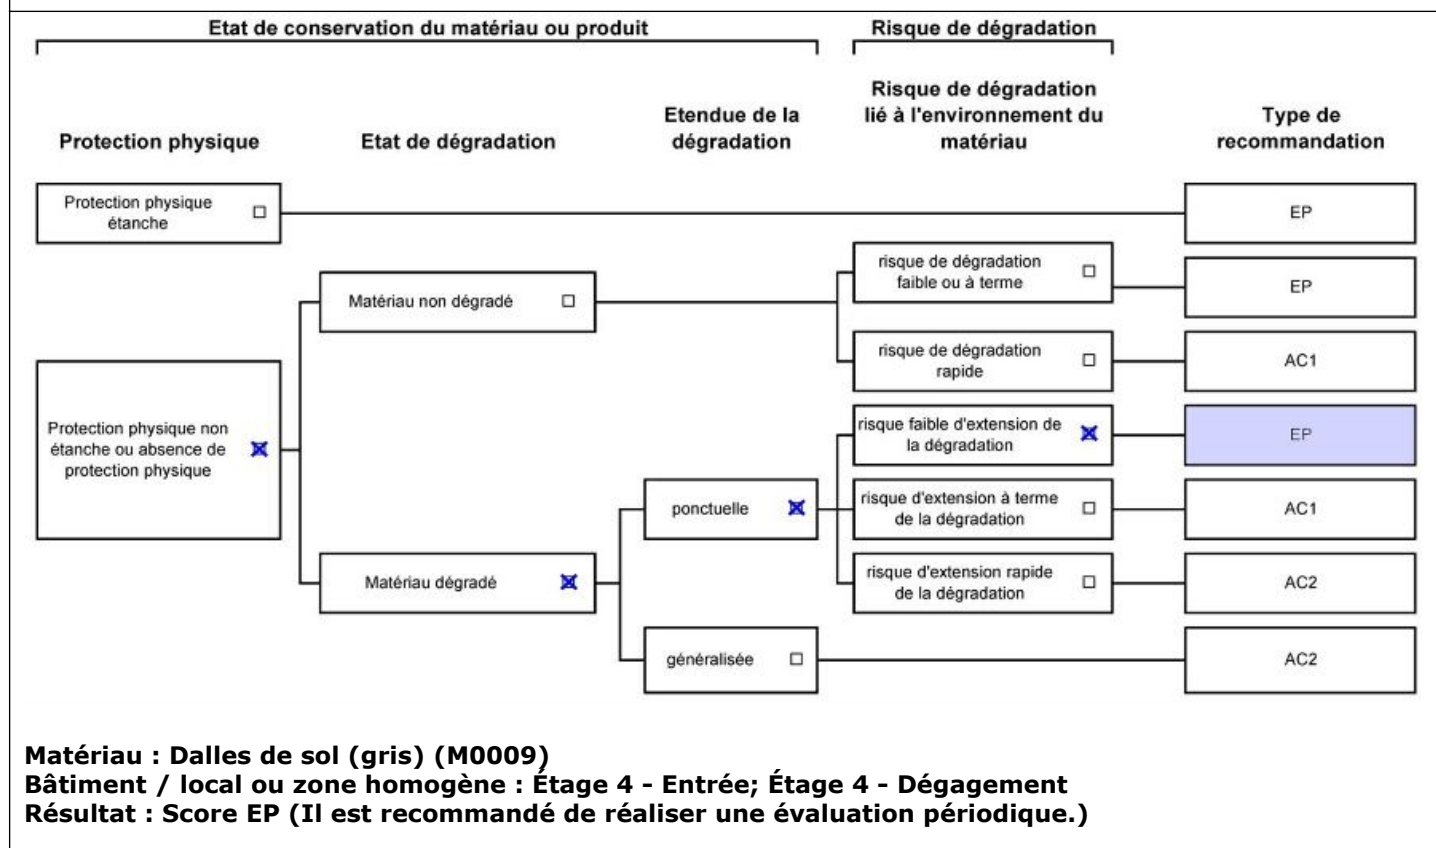 Etat de conservation du matériau ou produit
Risque de dégradation
Protection physique
Etat de dégradation
Etendue de la
dégradation
Risque de dégradation
lié à l'environnement du
matériau
Type de
recommandation
Protection physique
étanche
EP
Matériau non dégradé
risque de dégradation
faible ou à terme
EP
risque de dégradation
rapide
AC1
Protection physique non
étanche ou absence de
protection physique
risque faible d'extension de
la dégradation
EP
ponctuelle
risque d'extension à terme
de la dégradation
AC1
Matériau dégradé
risque d'extension rapide
de la dégradation
AC2
généralisée
AC2
Matériau : Dalles de sol (gris) (M0009)
Bâtiment / local ou zone homogène : Étage 4 - Entrée; Étage 4 - Dégagement
Résultat : Score EP (Il est recommandé de réaliser une évaluation périodique.)